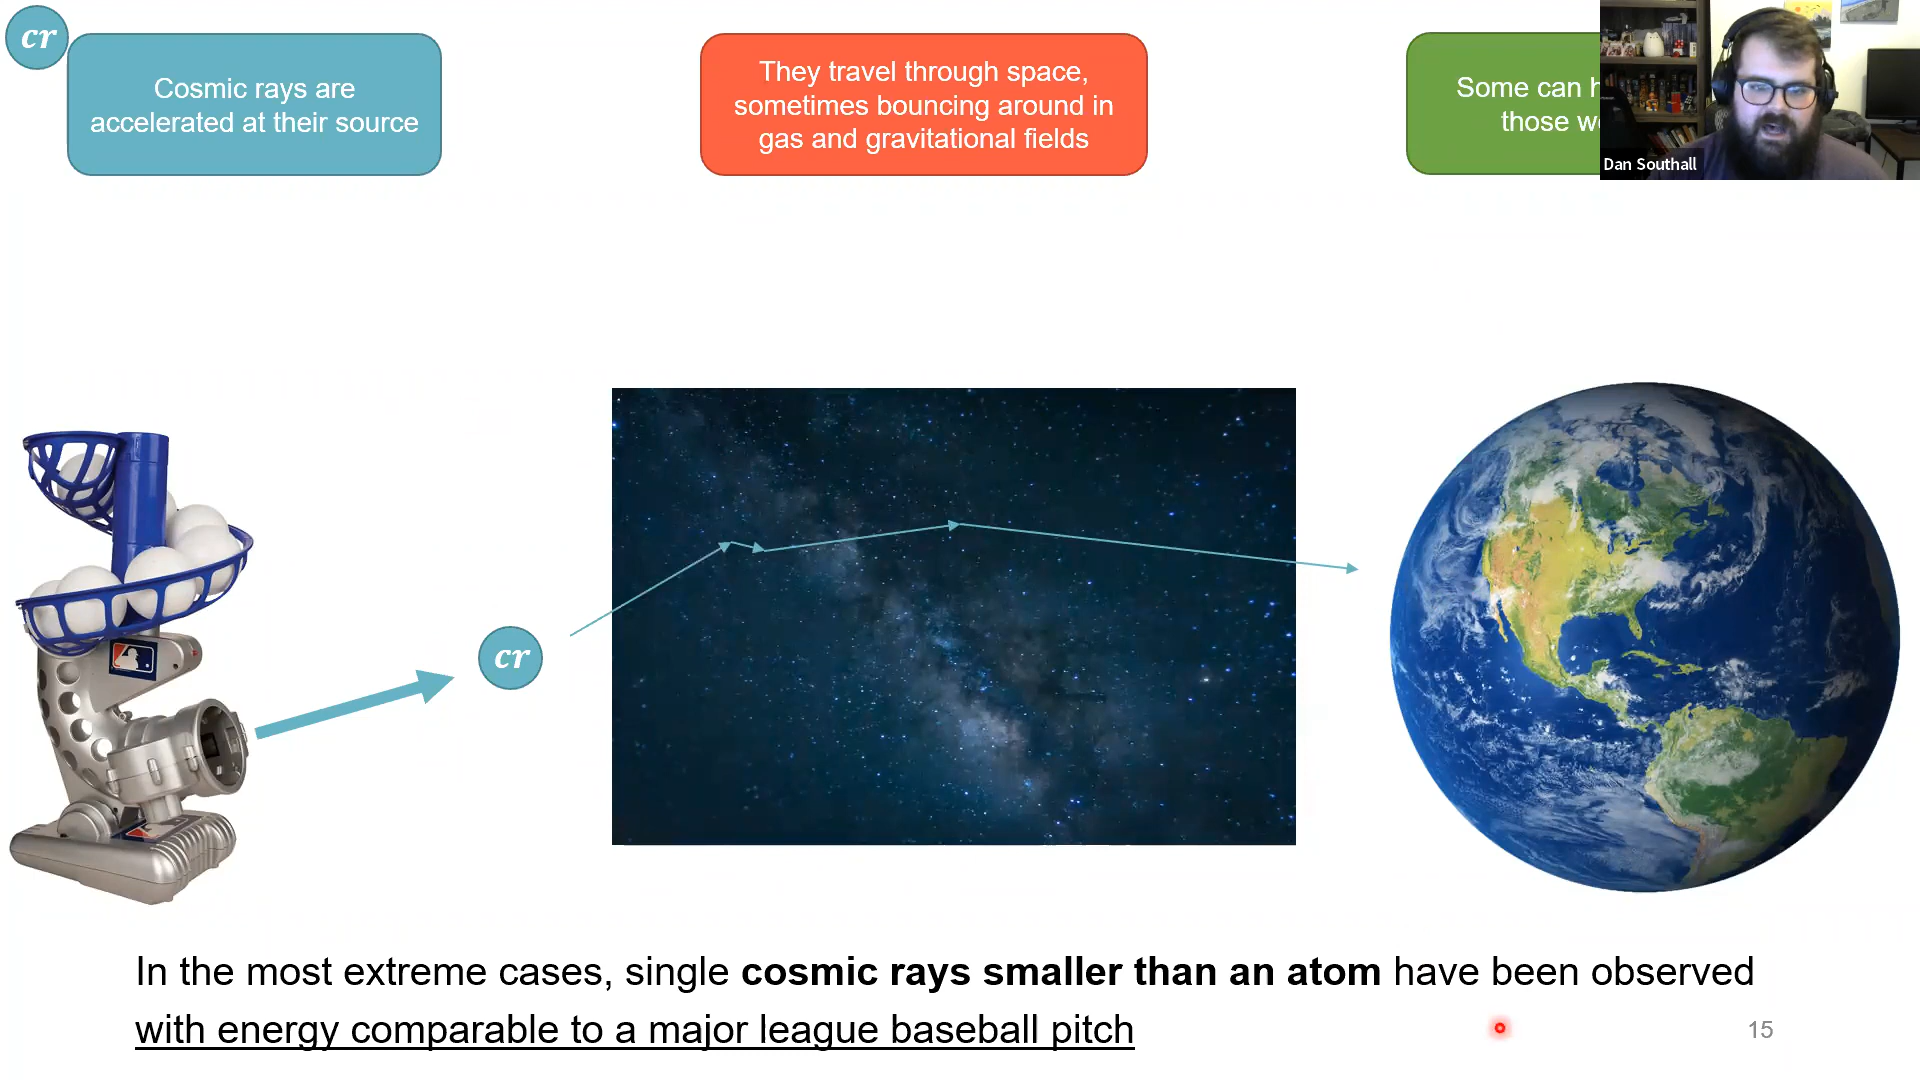 cr
Cosmic rays are
accelerated at their source
They travel through space,
sometimes bouncing around in
gas and gravitational fields
Some can
those
Dan Southall
cr
In the most extreme cases, single cosmic rays smaller than an atom have been observed
with energy comparable to a major league baseball pitch
15